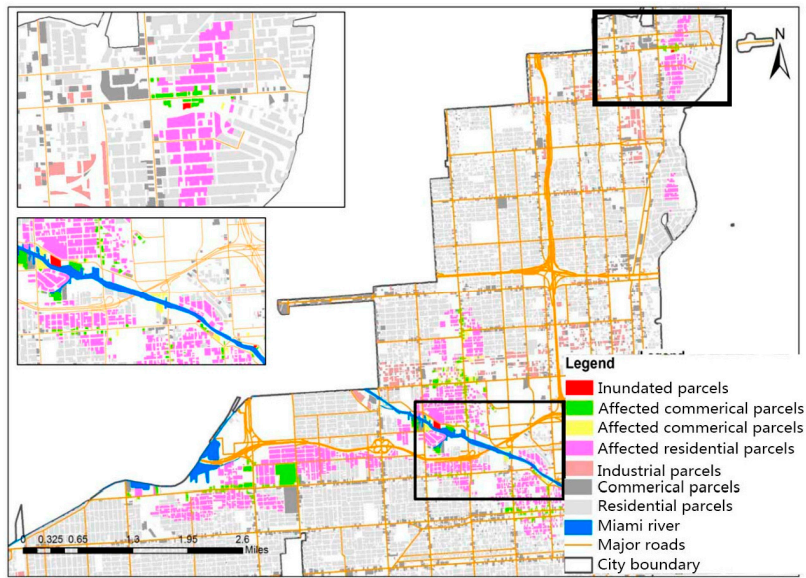 N
Legend
Inundated parcels
Affected commerical parcels
Affected commerical parcels
Affected residential parcels
Industrial parcels
Commerical parcels
Residential parcels
Miami river
Major roads
City boundary
0 0.325 0.65 1.3 1.95 2.6
Miles